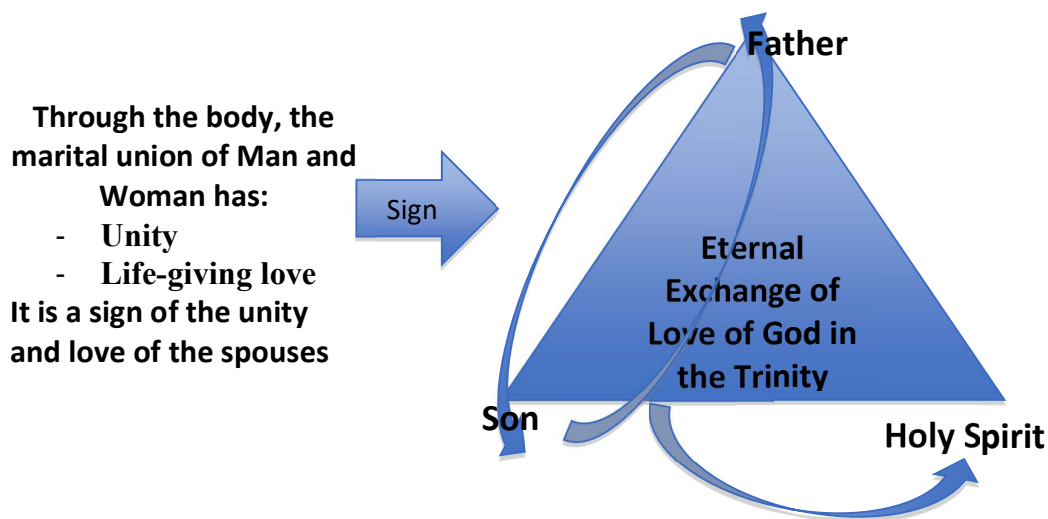 Through the body, the
marital union of Man and
Woman has:
- Unity
- Life-giving love
It is a sign of the unity
and love of the spouses
Sign
Father
Eternal
Exchange of
Love of God in
the Trinity
Son
Holy Spirit